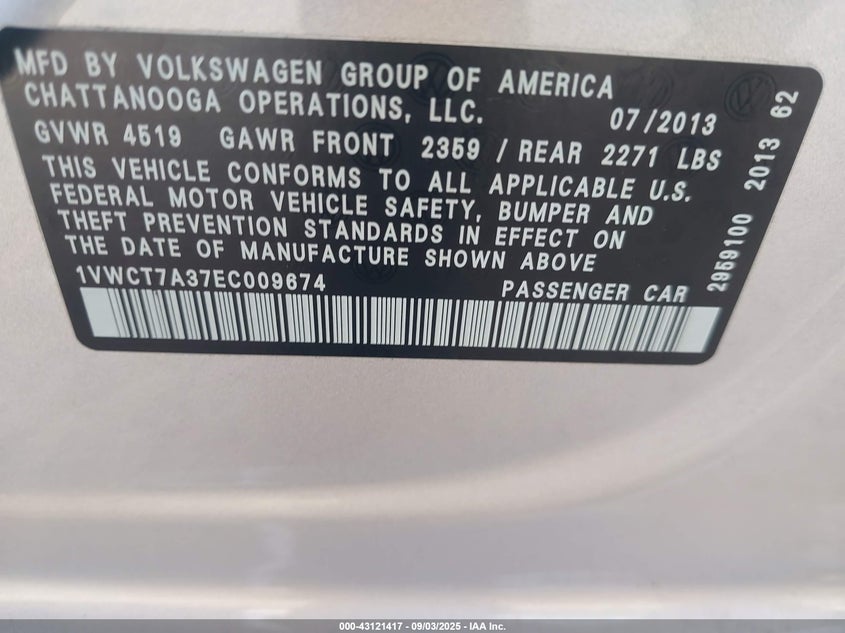 MFD BY VOLKSWAGEN GROUP OF AMERICA
CHATTANOOGA OPERATIONS, LLC.
07/2013
GVWR 4519 GAWR FRONT 2359 / REAR 2271 LBS
THIS VEHICLE CONFORMS TO ALL APPLICABLE U.S.
FEDERAL MOTOR VEHICLE SAFETY, BUMPER AND
THEFT PREVENTION STANDARDS IN EFFECT ON
THE DATE OF MANUFACTURE SHOWN ABOVE
1VWCT7A37EC009674 PASSENGER CAR
2959100 2013 62
000-43121417 - 09/03/2025 - IAA Inc.